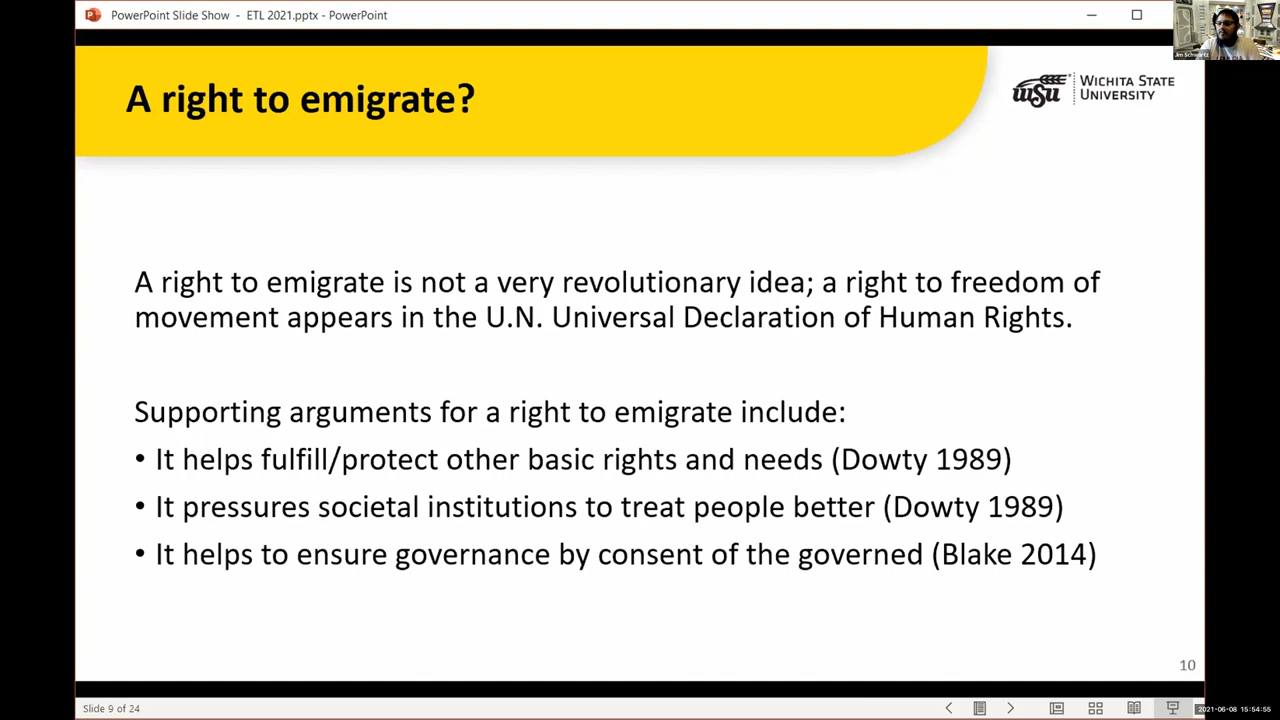 PowerPoint Slide Show - ETL 2021.pptx - PowerPoint
Jim Schwartz
A right to emigrate?
WSU
WICHITA STATE
UNIVERSITY
A right to emigrate is not a very revolutionary idea; a right to freedom of
movement appears in the U.N. Universal Declaration of Human Rights.
Supporting arguments for a right to emigrate include:
• It helps fulfill/protect other basic rights and needs (Dowty 1989)
• It pressures societal institutions to treat people better (Dowty 1989)
• It helps to ensure governance by consent of the governed (Blake 2014)
10
Slide 9 of 24
2021-06-08 15:54:55